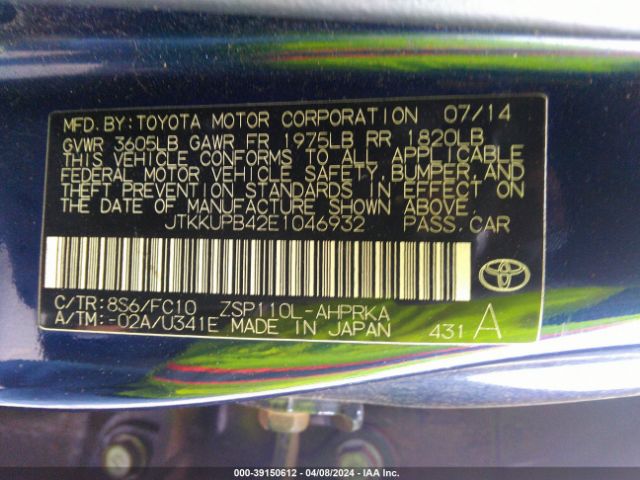 MFD.BY:TOYOTA MOTOR CORPORATION 07/14
GVWR 3605LB GAWR FR 1975LB RR 1820LB
THIS VEHICLE CONFORMS TO ALL APPLICABLE
FEDERAL MOTOR VEHICLE SAFETY,BUMPER,AND
THEFT PREVENTION STANDARDS IN EFFECT ON
THE DATE OF MANUFACTURE SHOWN ABOVE.
JTKKUPB42E1046932 PASS.CAR
C/TR:8S6/FC10 ZSP110L-AHPRKA
A/TM:-02A/U341E MADE IN JAPAN 431 A
000-39150612 - 04/08/2024 - IAA Inc.